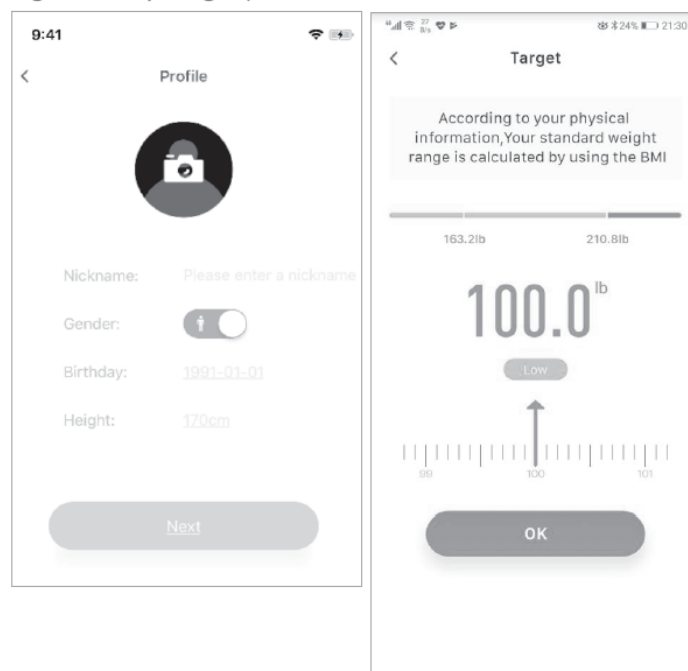 9:41
Profile
Nickname: Please enter a nickname
Gender:
Birthday: 1991-01-01
Height: 170cm
Next
27
B/s
24% 21:30
Target
According to your physical
information,Your standard weight
range is calculated by using the BMI
163.2lb 210.8lb
100.0 lb
Low
99 100 101
OK